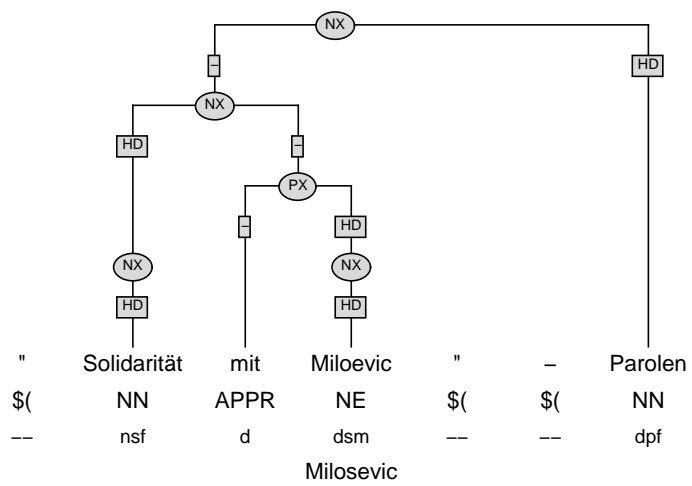 NX
– HD
NX
HD –
PX
– HD
NX NX
HD HD
" Solidarität mit Miloevic " – Parolen
$( NN APPR NE $( $( NN
−− nsf d dsm −− −− dpf
Milosevic